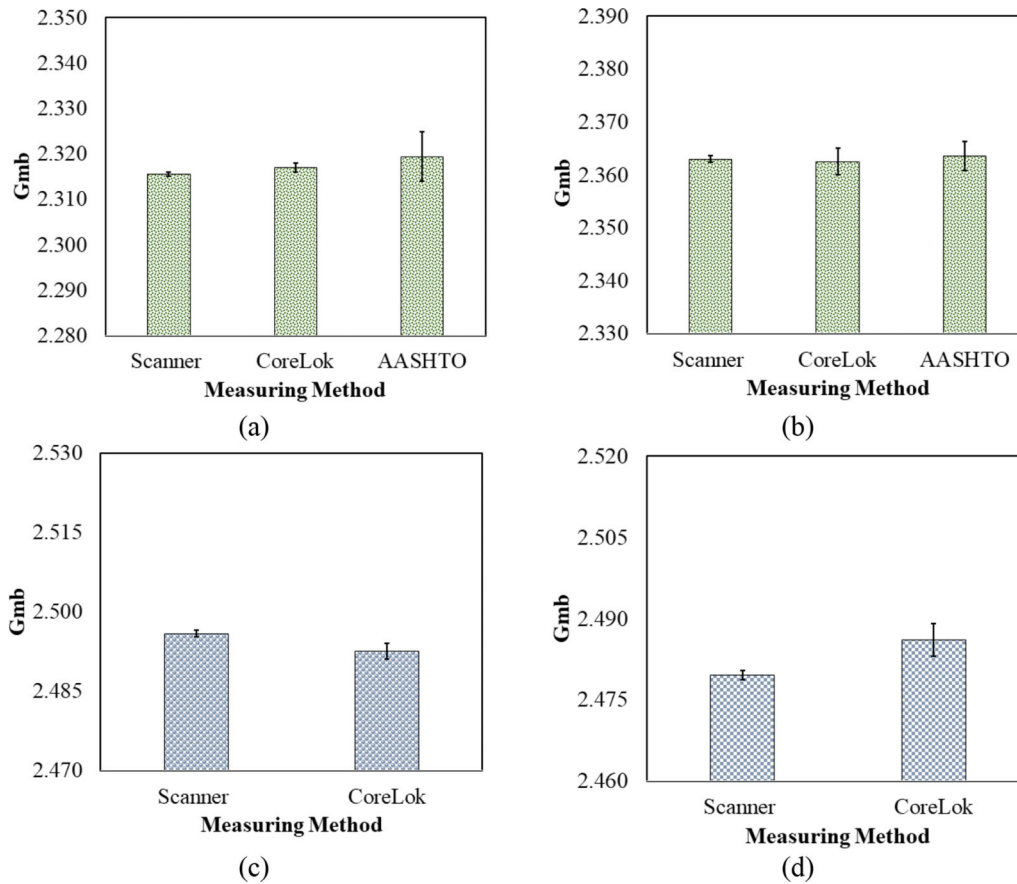 2.350
2.340
2.330
2.320
2.310
2.300
2.290
2.280
Gmb
Scanner CoreLok AASHTO
Measuring Method
(a)
2.390
2.380
2.370
2.360
2.350
2.340
2.330
Gmb
Scanner CoreLok AASHTO
Measuring Method
(b)
2.530
2.515
2.500
2.485
2.470
Gmb
Scanner CoreLok
Measuring Method
(c)
2.520
2.505
2.490
2.475
2.460
Gmb
Scanner CoreLok
Measuring Method
(d)